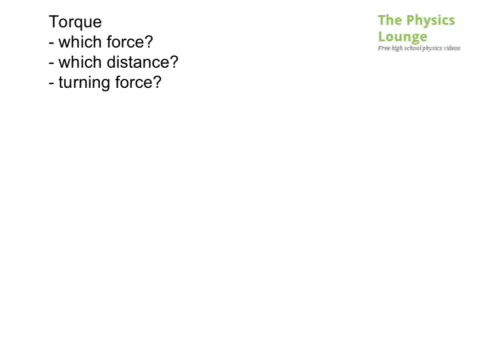 Torque
- which force?
- which distance?
- turning force?
The Physics
Lounge
Free high school physics videos